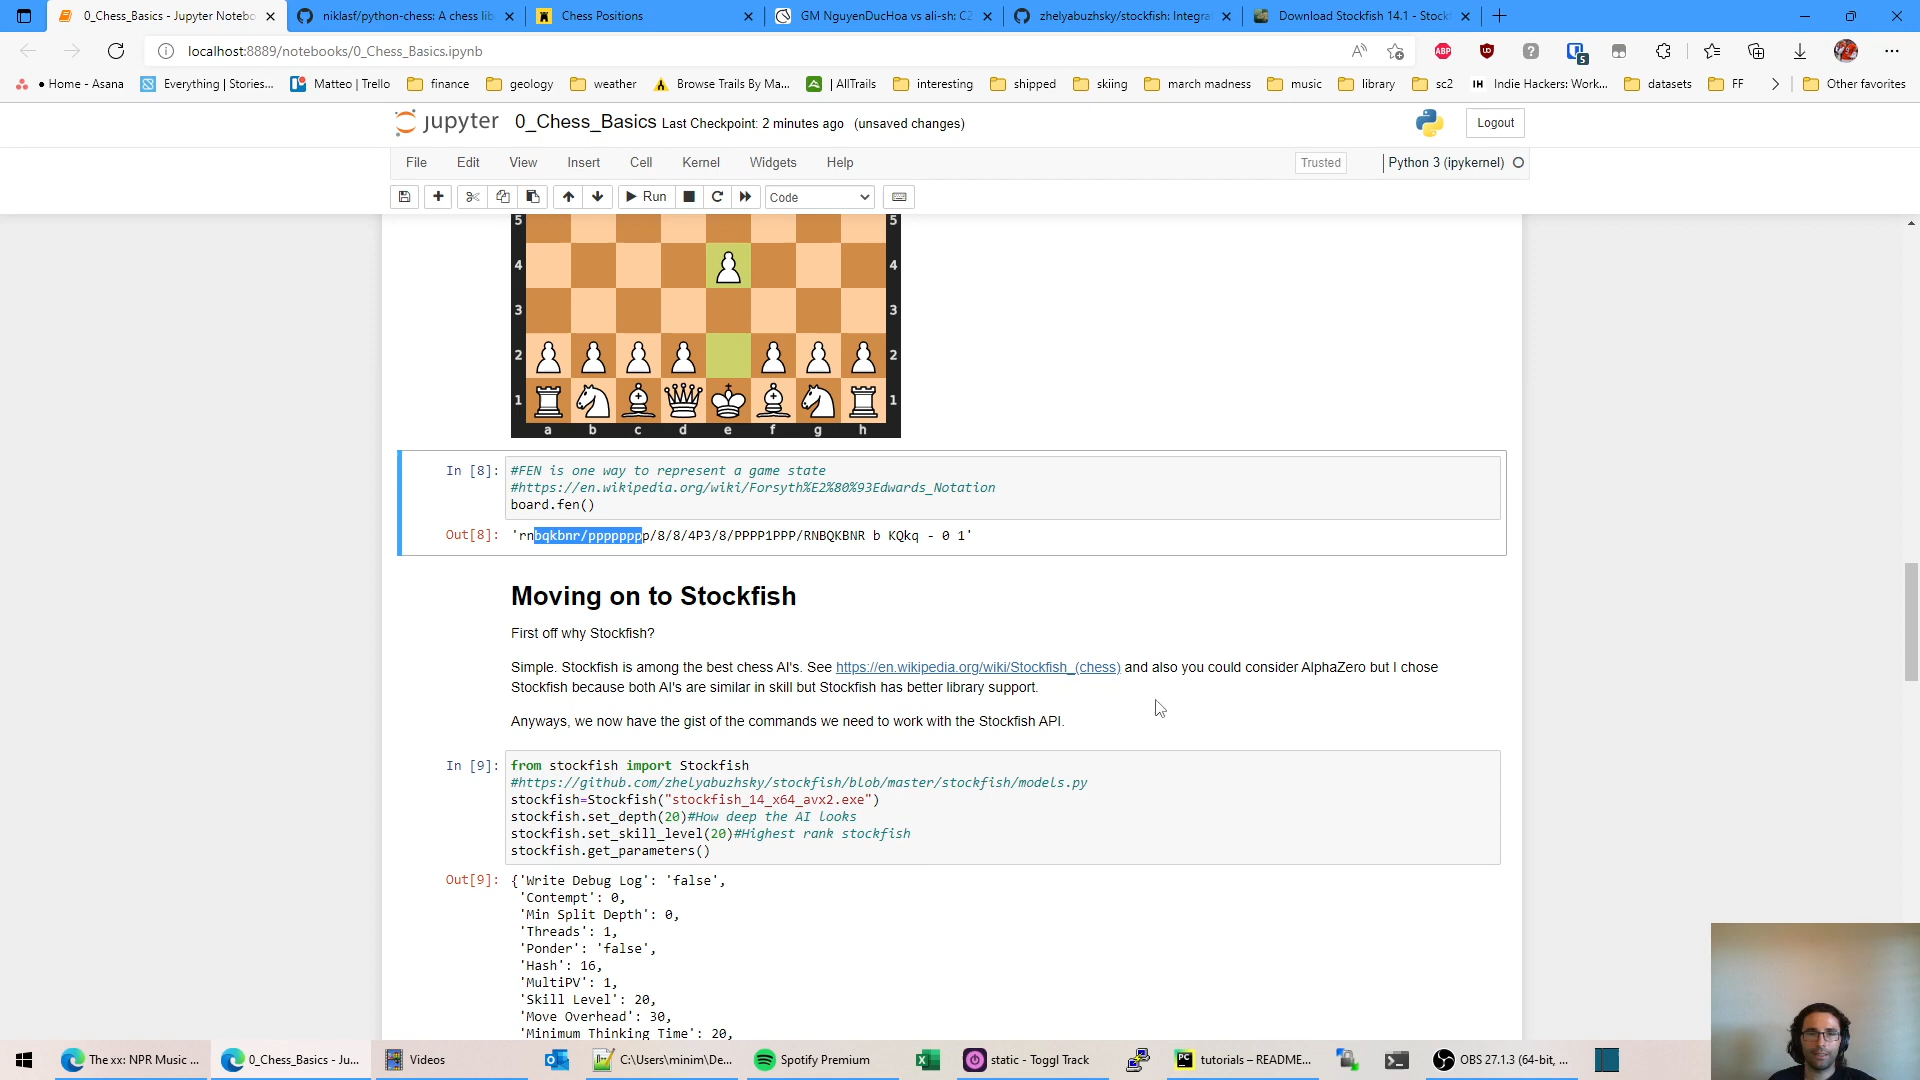 0_Chess_Basics - Jupyter Notebo
niklasf/python-chess: A chess lib
Chess Positions
GM NguyenDucHoa vs ali-sh: C2
zhelyabuzhsky/stockfish: Integra
Download Stockfish 14.1 - Stock
localhost:8889/notebooks/0_Chess_Basics.ipynb
ABP
5
• Home - Asana
Everything | Stories...
Matteo | Trello
finance
geology
weather
Browse Trails By Ma...
| AllTrails
interesting
shipped
skiing
march madness
music
library
sc2
IH Indie Hackers: Work...
datasets
FF
Other favorites
jupyter 0_Chess_Basics Last Checkpoint: 2 minutes ago (unsaved changes)
Logout
File Edit View Insert Cell Kernel Widgets Help
Trusted
Python 3 (ipykernel)
Run
Code
5 5
4 4
3 3
2 2
1 1
a b c d e f g h
In [8]: #FEN is one way to represent a game state
#https://en.wikipedia.org/wiki/Forsyth%E2%80%93Edwards_Notation
board.fen()
Out[8]: 'rnbqkbnr/pppppppp/8/8/4P3/8/PPPP1PPP/RNBQKBNR b KQkq - 0 1'
Moving on to Stockfish
First off why Stockfish?
Simple. Stockfish is among the best chess AI's. See https://en.wikipedia.org/wiki/Stockfish_(chess) and also you could consider AlphaZero but I chose
Stockfish because both AI's are similar in skill but Stockfish has better library support.
Anyways, we now have the gist of the commands we need to work with the Stockfish API.
In [9]: from stockfish import Stockfish
#https://github.com/zhelyabuzhsky/stockfish/blob/master/stockfish/models.py
stockfish=Stockfish("stockfish_14_x64_avx2.exe")
stockfish.set_depth(20)#How deep the AI looks
stockfish.set_skill_level(20)#Highest rank stockfish
stockfish.get_parameters()
Out[9]: {'Write Debug Log': 'false',
'Contempt': 0,
'Min Split Depth': 0,
'Threads': 1,
'Ponder': 'false',
'Hash': 16,
'MultiPV': 1,
'Skill Level': 20,
'Move Overhead': 30,
'Minimum Thinking Time': 20,
The xx: NPR Music ...
0_Chess_Basics - Ju...
Videos
C:\Users\minim\De...
Spotify Premium
static - Toggl Track
tutorials – README...
OBS 27.1.3 (64-bit, ...